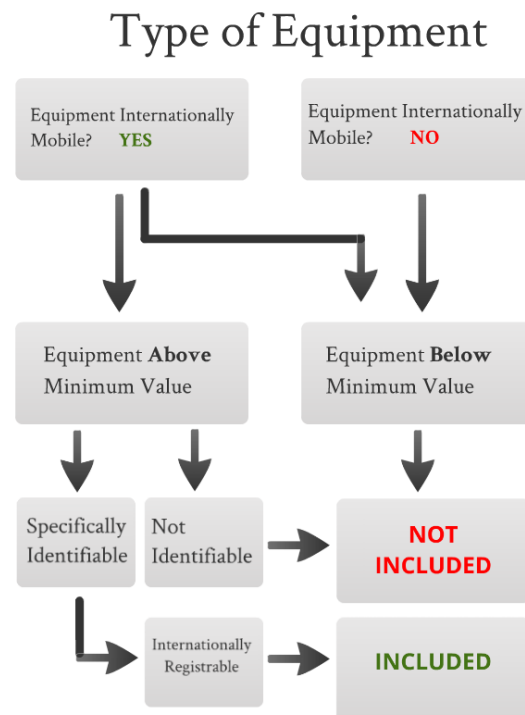 Type of Equipment
Equipment Internationally
Mobile? YES
Equipment Internationally
Mobile? NO
Equipment Above
Minimum Value
Equipment Below
Minimum Value
Specifically
Identifiable
Not
Identifiable
NOT
INCLUDED
Internationally
Registrable
INCLUDED